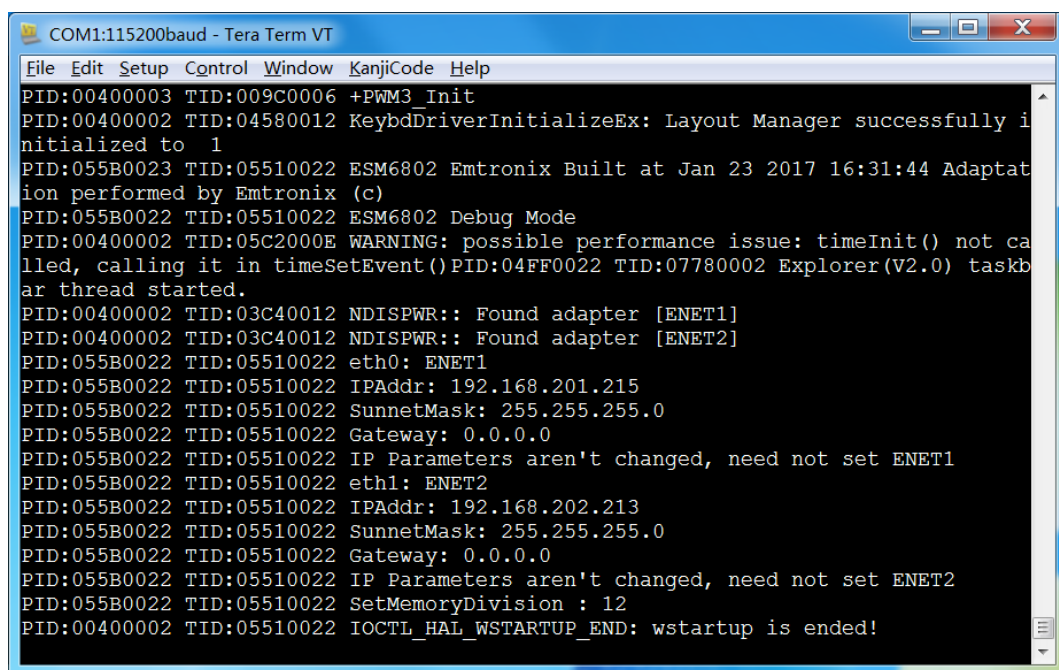 COM1:115200baud - Tera Term VT
File Edit Setup Control Window KanjiCode Help
PID:00400003 TID:009C0006 +PWM3_Init
PID:00400002 TID:04580012 KeybdDriverInitializeEx: Layout Manager successfully i
nitialized to  1
PID:055B0023 TID:05510022 ESM6802 Emtronix Built at Jan 23 2017 16:31:44 Adaptat
ion performed by Emtronix (c)
PID:055B0022 TID:05510022 ESM6802 Debug Mode
PID:00400002 TID:05C2000E WARNING: possible performance issue: timeInit() not ca
lled, calling it in timeSetEvent()PID:04FF0022 TID:07780002 Explorer(V2.0) taskb
ar thread started.
PID:00400002 TID:03C40012 NDISPWR:: Found adapter [ENET1]
PID:00400002 TID:03C40012 NDISPWR:: Found adapter [ENET2]
PID:055B0022 TID:05510022 eth0: ENET1
PID:055B0022 TID:05510022 IPAddr: 192.168.201.215
PID:055B0022 TID:05510022 SunnetMask: 255.255.255.0
PID:055B0022 TID:05510022 Gateway: 0.0.0.0
PID:055B0022 TID:05510022 IP Parameters aren't changed, need not set ENET1
PID:055B0022 TID:05510022 eth1: ENET2
PID:055B0022 TID:05510022 IPAddr: 192.168.202.213
PID:055B0022 TID:05510022 SunnetMask: 255.255.255.0
PID:055B0022 TID:05510022 Gateway: 0.0.0.0
PID:055B0022 TID:05510022 IP Parameters aren't changed, need not set ENET2
PID:055B0022 TID:05510022 SetMemoryDivision : 12
PID:00400002 TID:05510022 IOCTL_HAL_WSTARTUP_END: wstartup is ended!